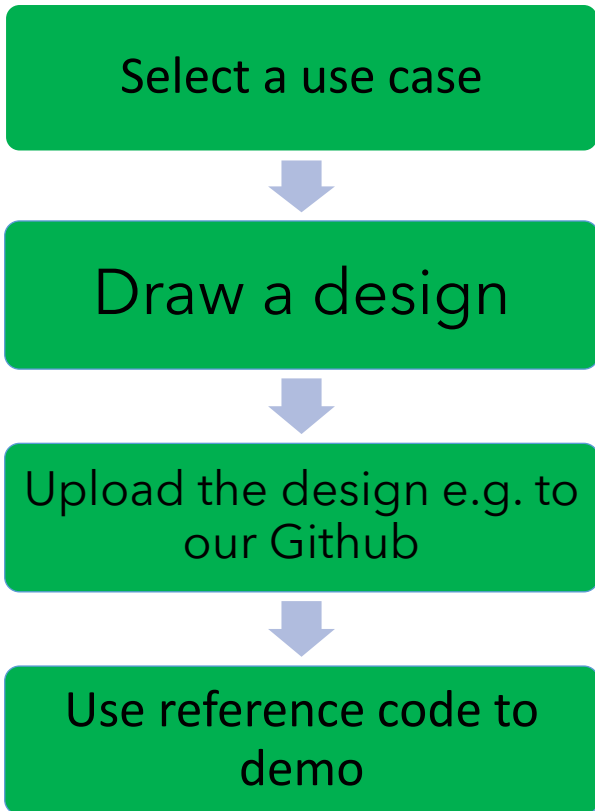 Select a use case
Draw a design
Upload the design e.g. to
our Github
Use reference code to
demo